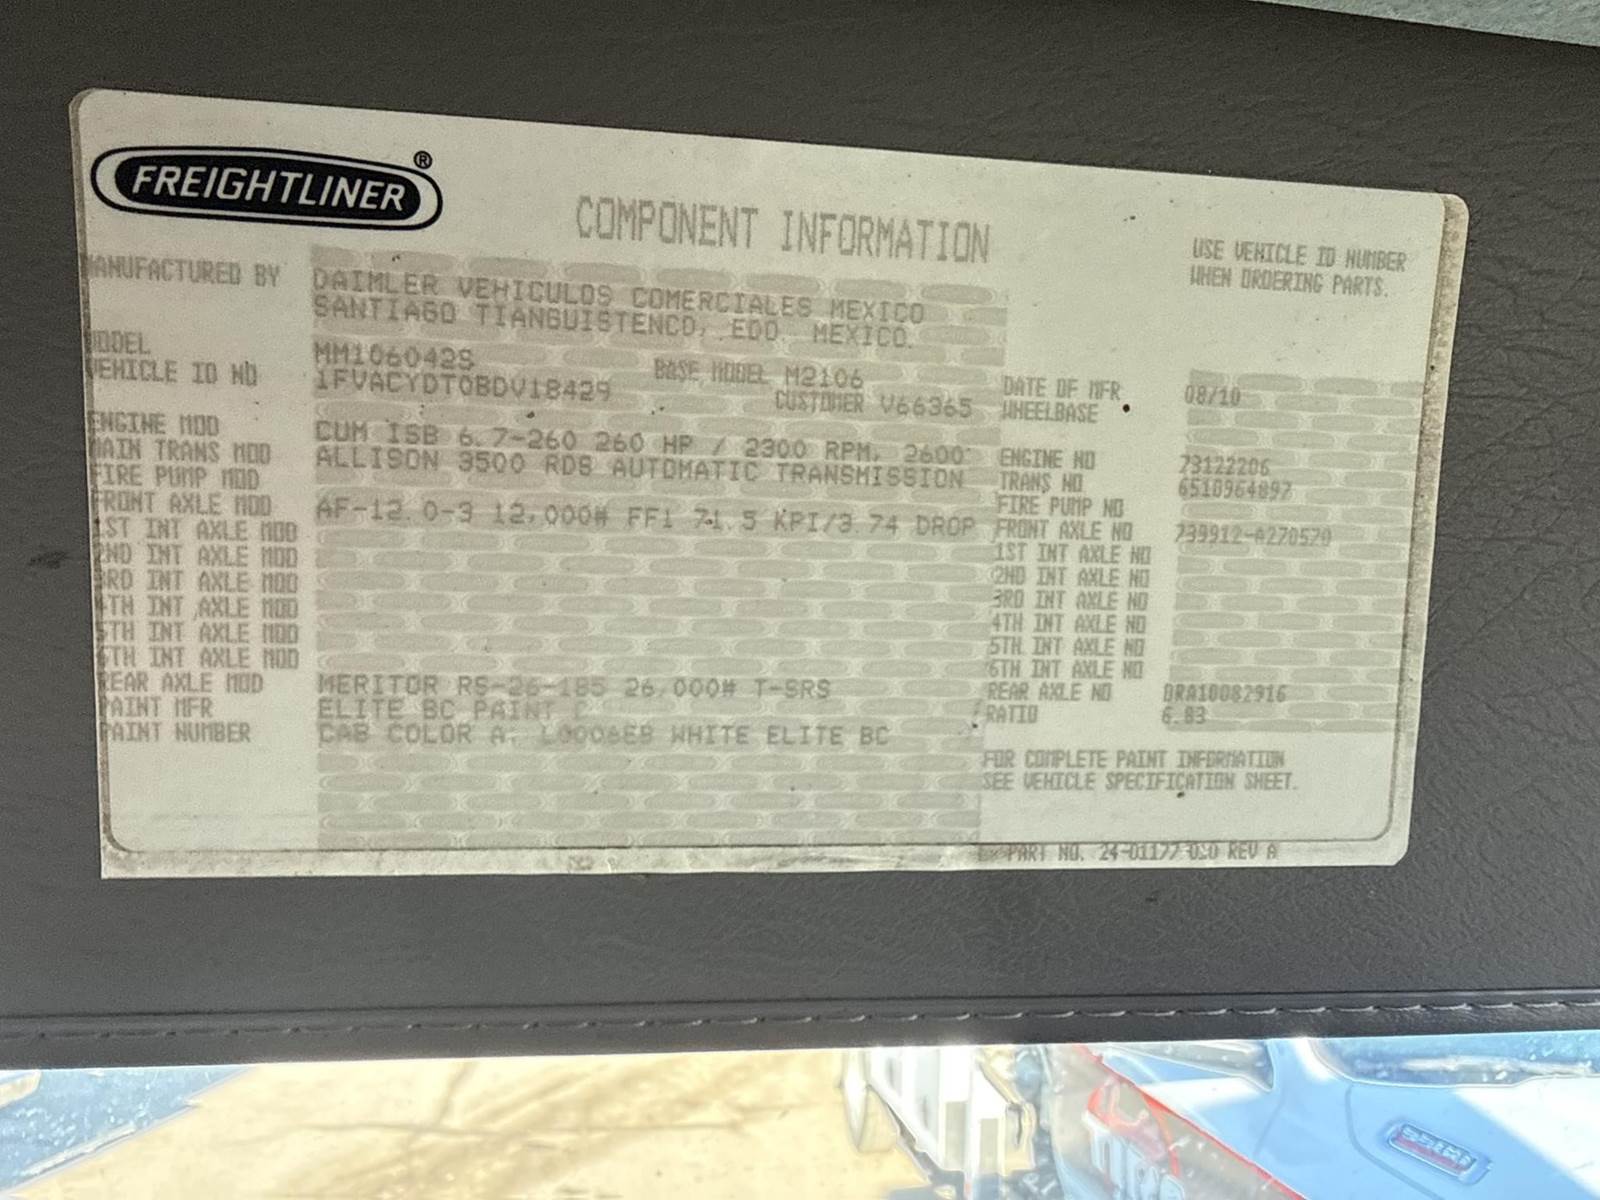 FREIGHTLINER®
COMPONENT INFORMATION
USE VEHICLE ID NUMBER
WHEN ORDERING PARTS.
MANUFACTURED BY DAIMLER VEHICULOS COMERCIALES MEXICO
SANTIAGO TIANGUISTENCO, EDO. MEXICO.
MODEL MM106042S BASE MODEL M2106 DATE OF MFR 08/10
VEHICLE ID NO 1FVACYDT0BDV18429 CUSTOMER V66365 WHEELBASE
ENGINE MOD CUM ISB 6.7-260 260 HP / 2300 RPM, 2600 ENGINE NO 73122206
MAIN TRANS MOD ALLISON 3500 RDS AUTOMATIC TRANSMISSION TRANS NO 6510964897
FIRE PUMP MOD FIRE PUMP NO
FRONT AXLE MOD AF-12.0-3 12,000# FF1 71.5 KPI/3.74 DROP FRONT AXLE NO 739912-A270520
1ST INT AXLE MOD 1ST INT AXLE NO
2ND INT AXLE MOD 2ND INT AXLE NO
3RD INT AXLE MOD 3RD INT AXLE NO
4TH INT AXLE MOD 4TH INT AXLE NO
5TH INT AXLE MOD 5TH INT AXLE NO
6TH INT AXLE MOD 6TH INT AXLE NO
REAR AXLE MOD MERITOR RS-26-185 26,000# T-SRS REAR AXLE NO DRA10082916
PAINT MFR ELITE BC PAINT RATIO 6.83
PAINT NUMBER CAB COLOR A: L0006EB WHITE ELITE BC
FOR COMPLETE PAINT INFORMATION
SEE VEHICLE SPECIFICATION SHEET.
PART NO. 24-01177-050 REV A